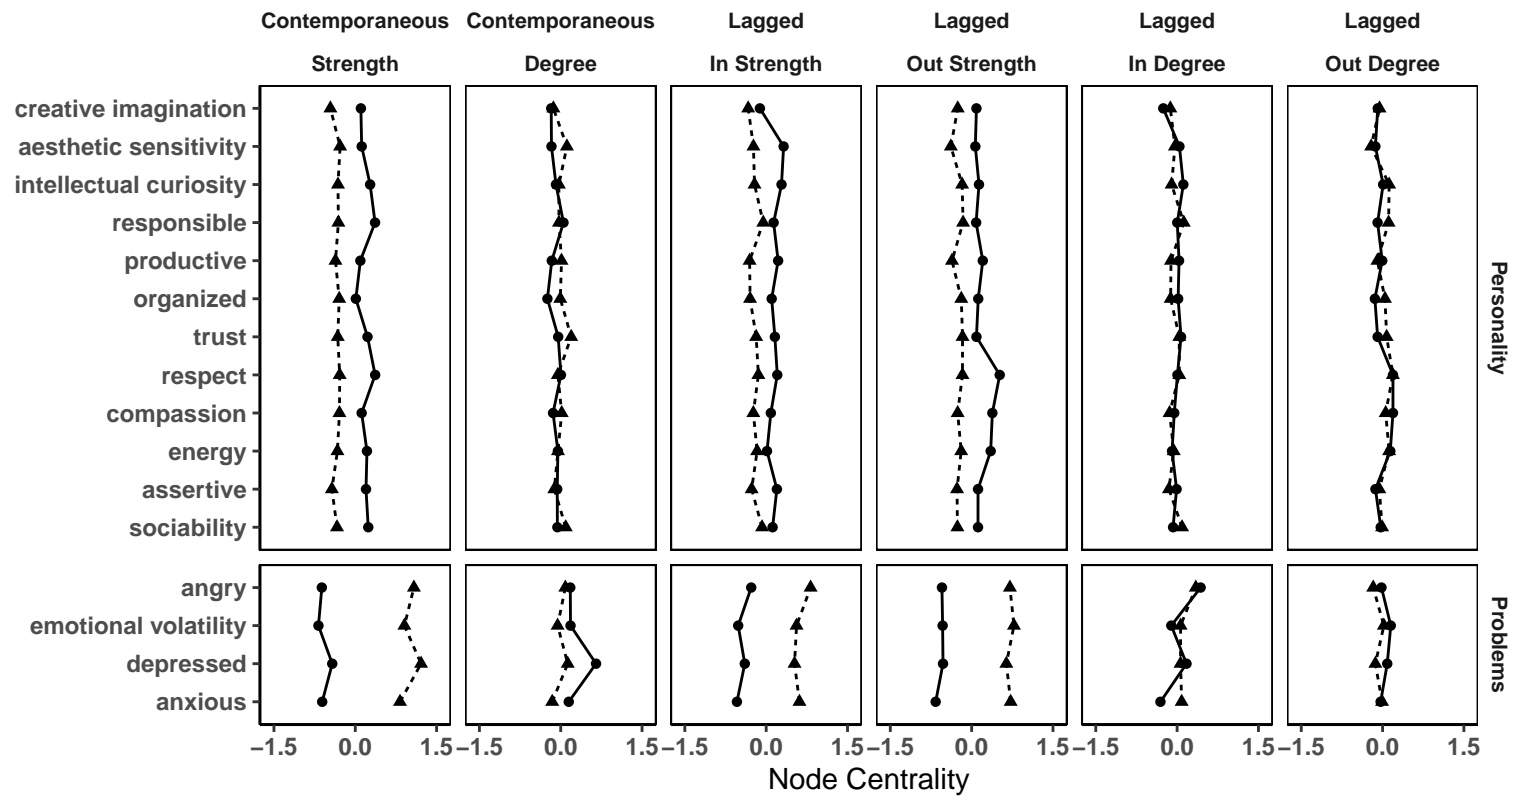 Contemporaneous Contemporaneous Lagged Lagged Lagged Lagged
Strength Degree In Strength Out Strength In Degree Out Degree
creative imagination
aesthetic sensitivity
intellectual curiosity
responsible
productive
organized
trust
respect
compassion
energy
assertive
sociability
Personality
angry
emotional volatility
depressed
anxious
Problems
−1.5 0.0 1.5 −1.5 0.0 1.5 −1.5 0.0 1.5 −1.5 0.0 1.5 −1.5 0.0 1.5 −1.5 0.0 1.5
Node Centrality